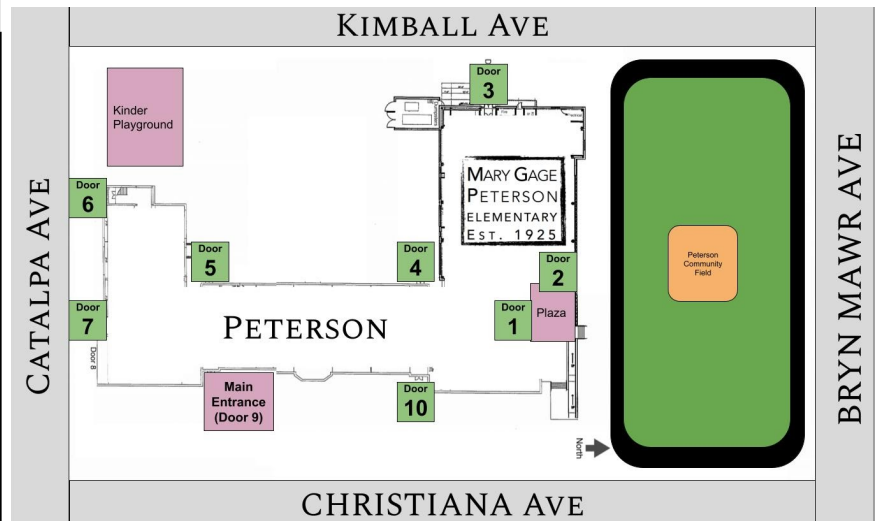 KIMBALL AVE
CATALPA AVE
BRYN MAWR AVE
CHRISTIANA AVE
Kinder
Playground
Door
3
MARY GAGE
PETERSON
ELEMENTARY
EST. 1925
Door
6
Door
5
Door
4
Door
2
Door
1
Plaza
Peterson
Community
Field
Door
7
PETERSON
Door 8
Main
Entrance
(Door 9)
Door
10
North